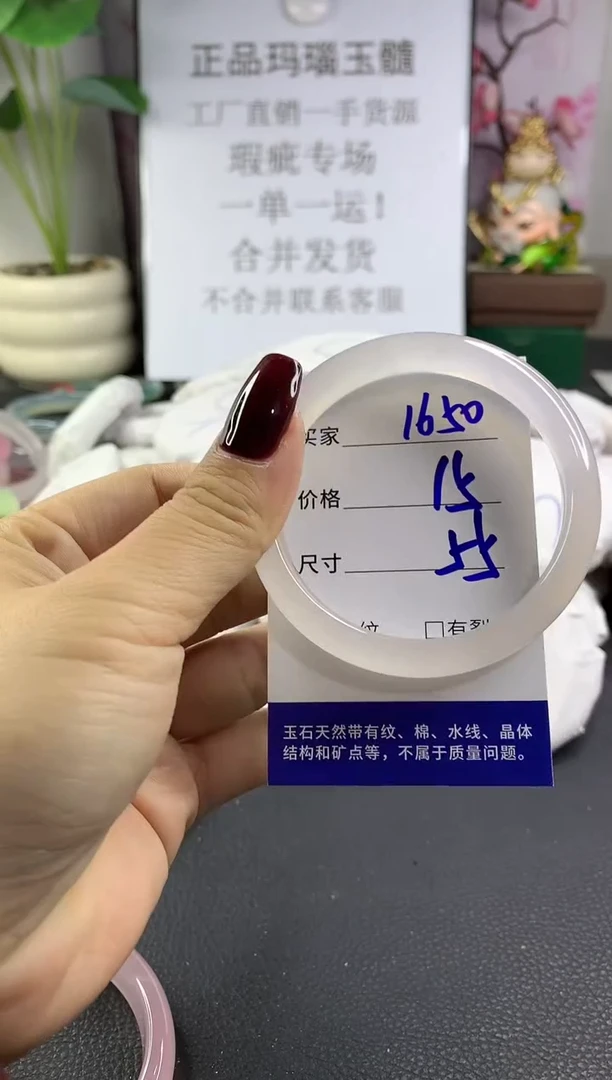 正品玛瑙玉髓
工厂直销一手货源
瑕疵专场
一单一运!
合并发货
不合并联系客服
买家 1650
价格 15
尺寸 55
纹 □有裂
玉石天然带有纹、棉、水线、晶体
结构和矿点等，不属于质量问题。